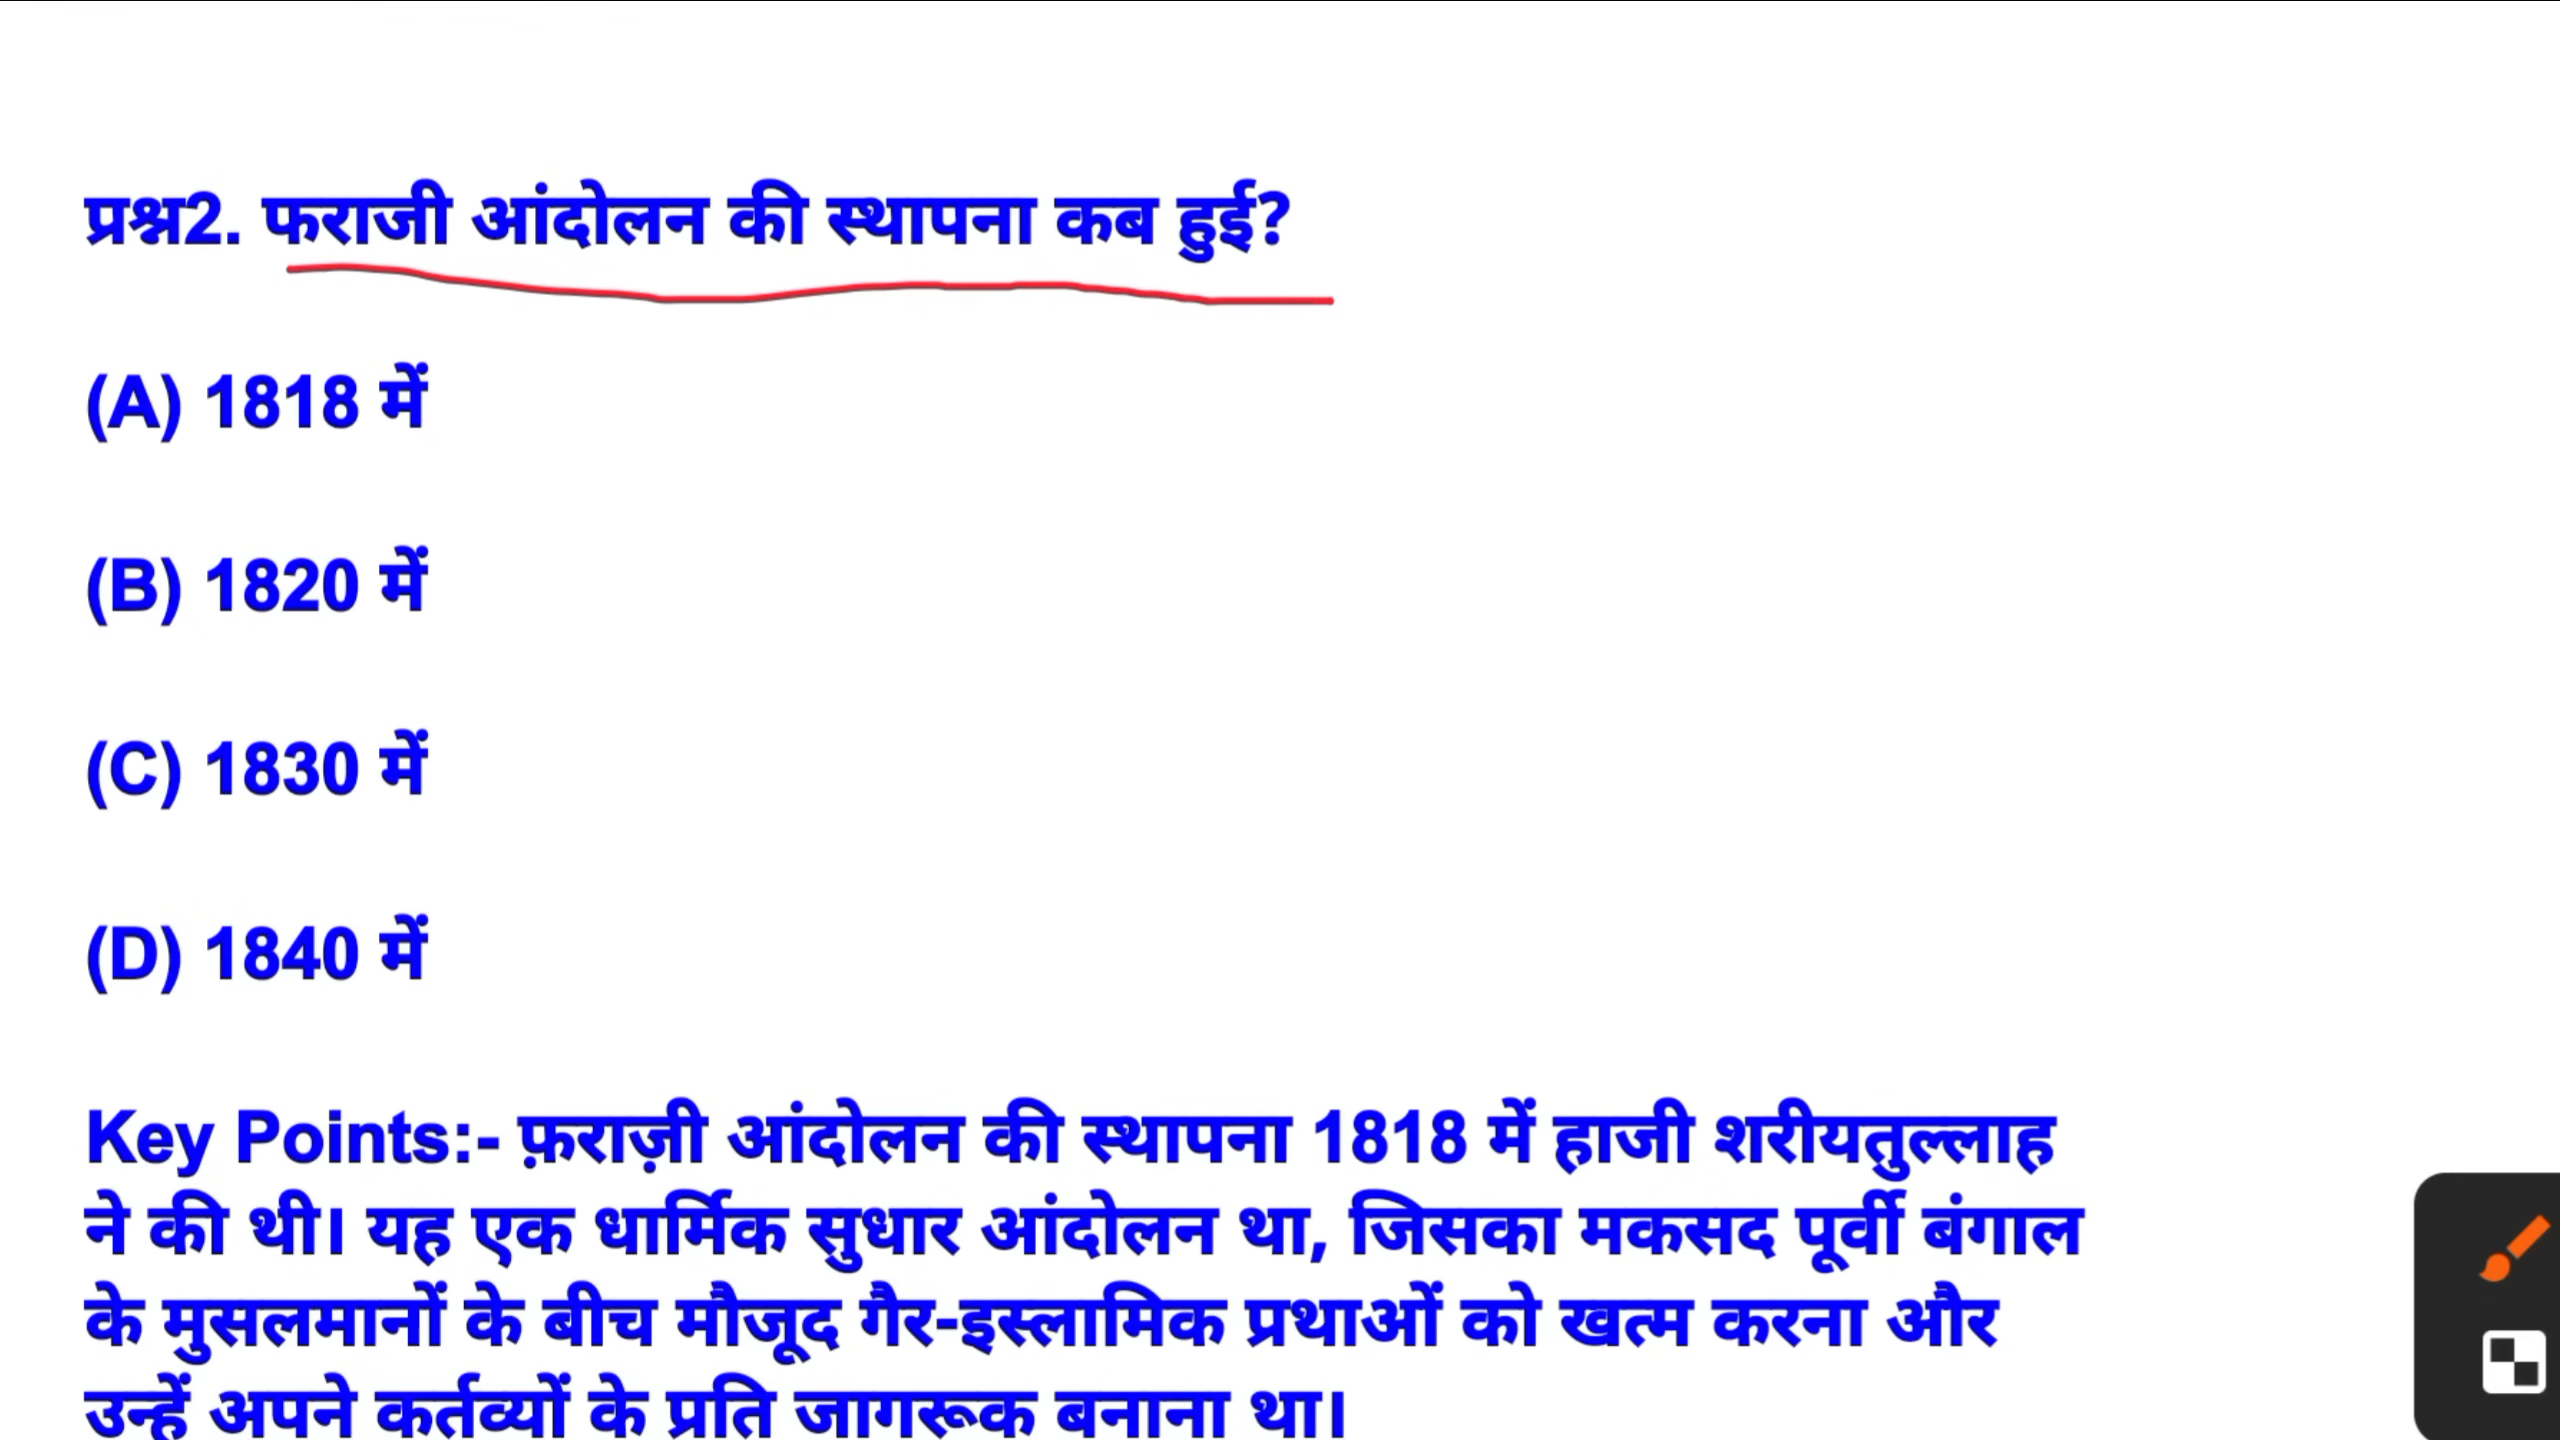 प्रश्न2. फराजी आंदोलन की स्थापना कब हुई?
(A) 1818 में
(B) 1820 में
(C) 1830 में
(D) 1840 में
Key Points:- फ़राज़ी आंदोलन की स्थापना 1818 में हाजी शरीयतुल्लाह
ने की थी। यह एक धार्मिक सुधार आंदोलन था, जिसका मकसद पूर्वी बंगाल
के मुसलमानों के बीच मौजूद गैर-इस्लामिक प्रथाओं को खत्म करना और
उन्हें अपने कर्तव्यों के प्रति जागरूक बनाना था।